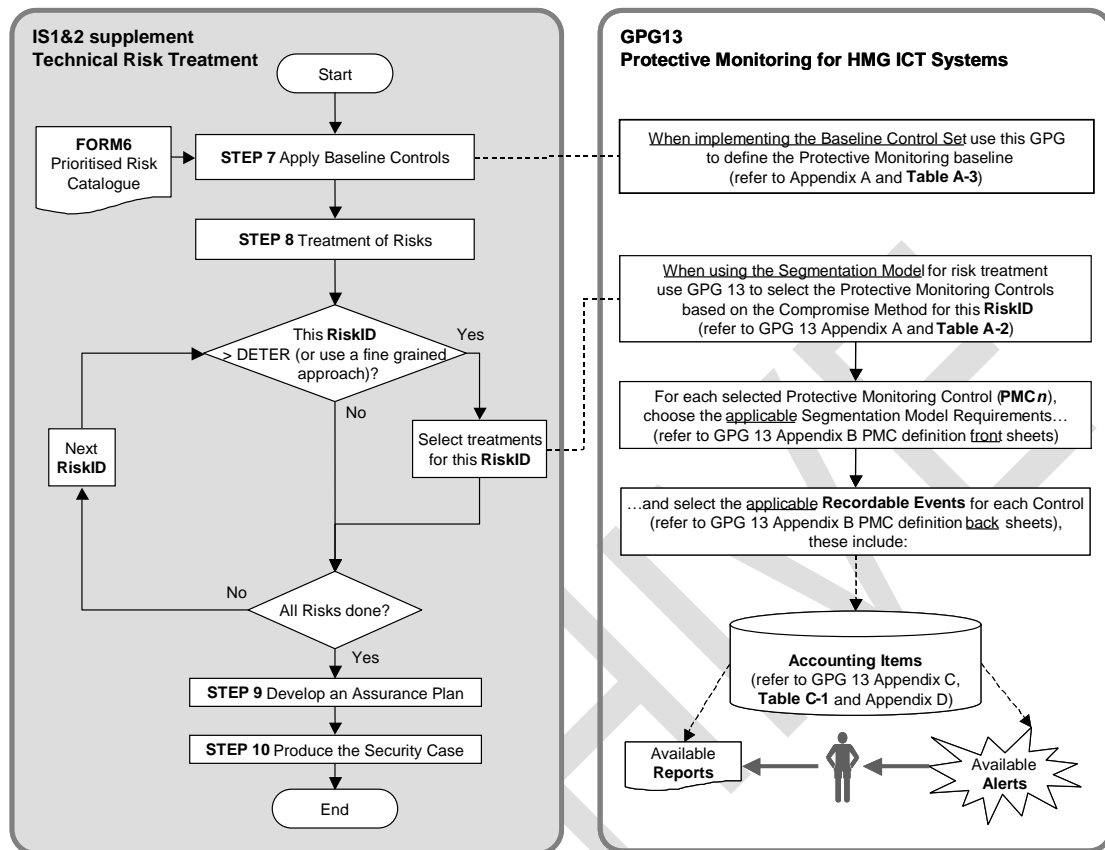 IS1&2 supplement
Technical Risk Treatment
Start
FORM6
Prioritised Risk
Catalogue
STEP 7 Apply Baseline Controls
STEP 8 Treatment of Risks
This RiskID
> DETER (or use a fine grained
approach)?
Yes
No
Next
RiskID
Select treatments
for this RiskID
No
All Risks done?
Yes
STEP 9 Develop an Assurance Plan
STEP 10 Produce the Security Case
End
GPG13
Protective Monitoring for HMG ICT Systems
When implementing the Baseline Control Set use this GPG
to define the Protective Monitoring baseline
(refer to Appendix A and Table A-3)
When using the Segmentation Model for risk treatment
use GPG 13 to select the Protective Monitoring Controls
based on the Compromise Method for this RiskID
(refer to GPG 13 Appendix A and Table A-2)
For each selected Protective Monitoring Control (PMCn),
choose the applicable Segmentation Model Requirements…
(refer to GPG 13 Appendix B PMC definition front sheets)
…and select the applicable Recordable Events for each Control
(refer to GPG 13 Appendix B PMC definition back sheets),
these include:
Accounting Items
(refer to GPG 13 Appendix C,
Table C-1 and Appendix D)
Available
Reports
Available
Alerts